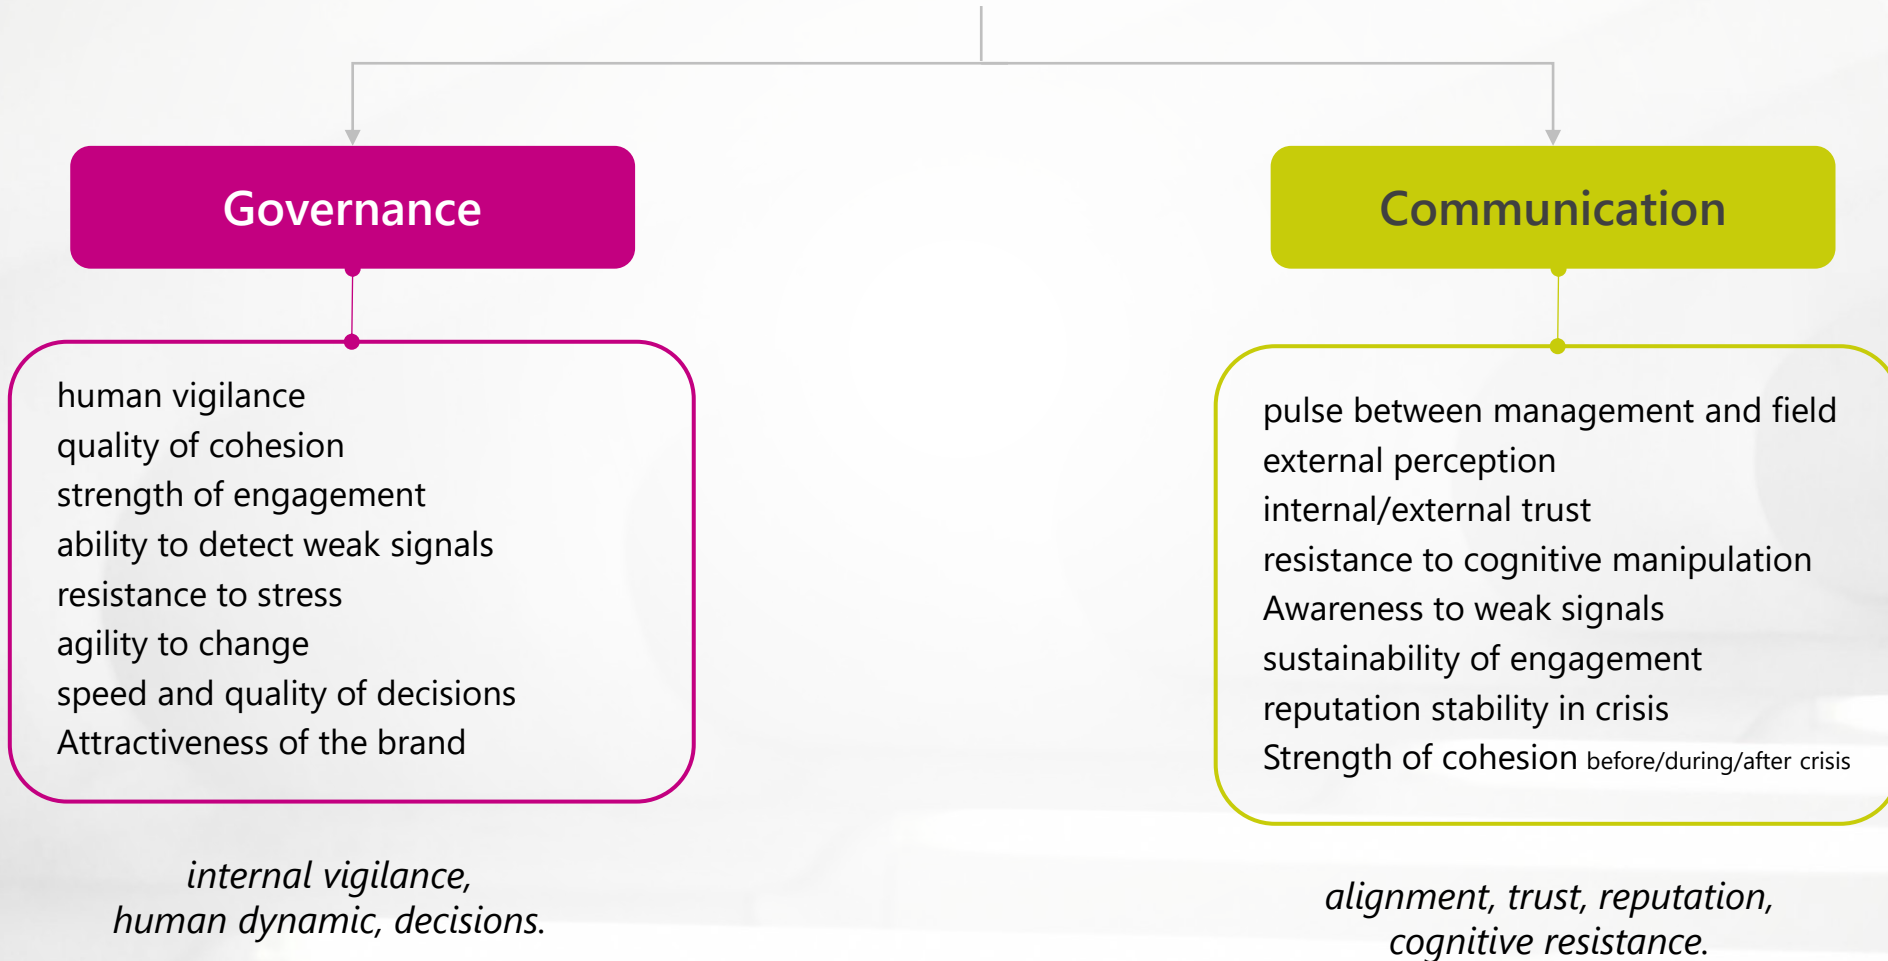 Governance
human vigilance
quality of cohesion
strength of engagement
ability to detect weak signals
resistance to stress
agility to change
speed and quality of decisions
Attractiveness of the brand
internal vigilance,
human dynamic, decisions.
Communication
pulse between management and field
external perception
internal/external trust
resistance to cognitive manipulation
Awareness to weak signals
sustainability of engagement
reputation stability in crisis
Strength of cohesion before/during/after crisis
alignment, trust, reputation,
cognitive resistance.